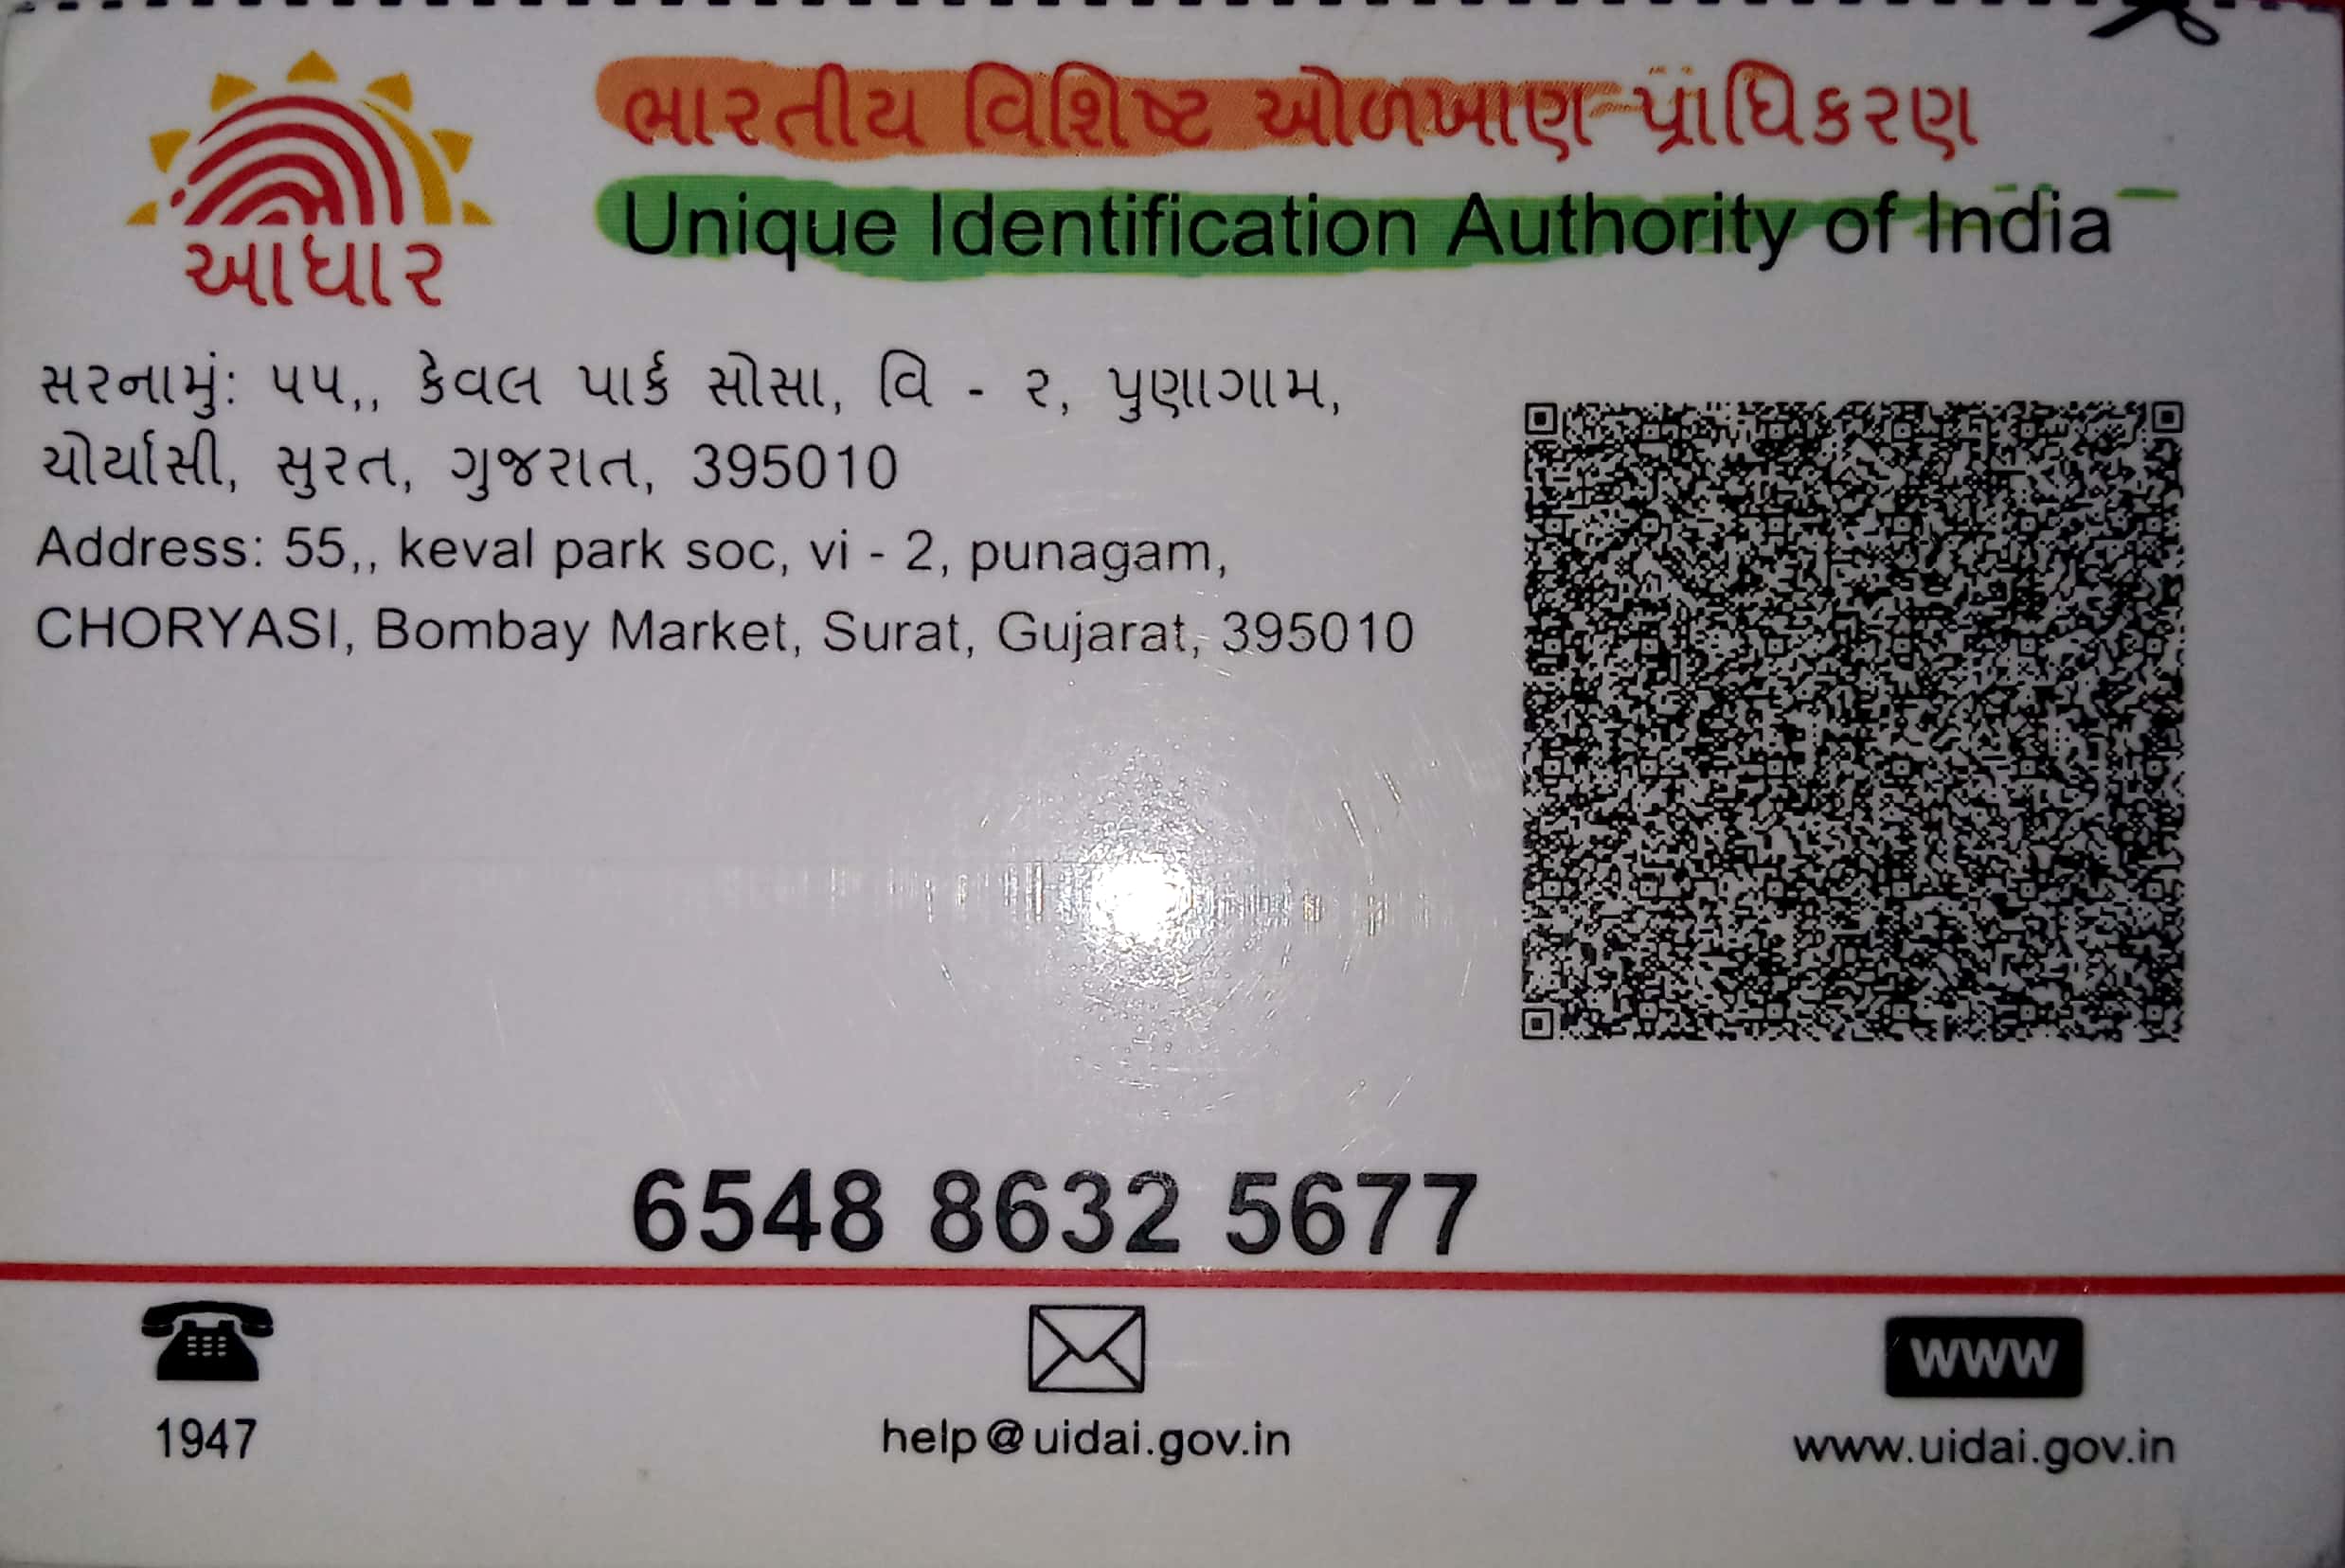 ભારતીય વિશિષ્ટ ઓળખાણ પ્રાધિકરણ
Unique Identification Authority of India
આધાર
સરનામું: ૫૫,, કેવલ પાર્ક સોસા, વિ - ૨, પુણાગામ,
ચોર્યાસી, સુરત, ગુજરાત, 395010
Address: 55,, keval park soc, vi - 2, punagam,
CHORYASI, Bombay Market, Surat, Gujarat, 395010
6548 8632 5677
WWW
1947
help@uidai.gov.in
www.uidai.gov.in